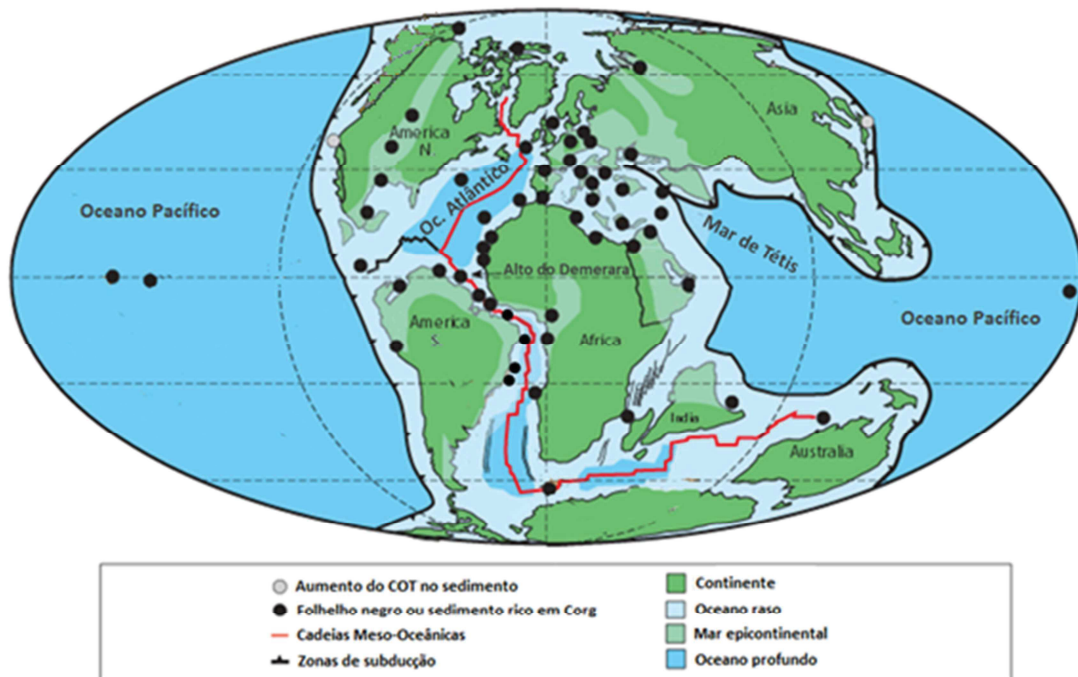 America
N.
Asia
Oceano Pacífico
Oc. Atlântico
Mar de Tétis
Alto do Demerara
America
S.
Africa
Oceano Pacífico
India
Australia
Aumento do COT no sedimento
Folhelho negro ou sedimento rico em Corg
Cadeias Meso-Oceânicas
Zonas de subducção
Continente
Oceano raso
Mar epicontinental
Oceano profundo